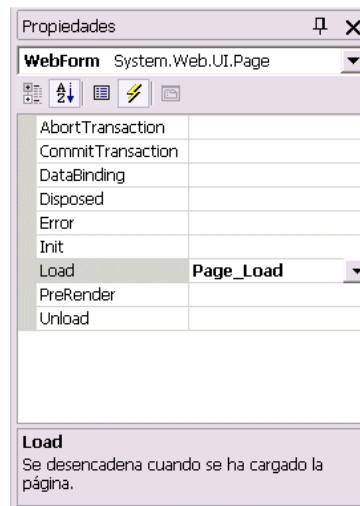 Propiedades
WebForm System.Web.UI.Page
AbortTransaction
CommitTransaction
DataBinding
Disposed
Error
Init
Load Page_Load
PreRender
Unload
Load
Se desencadena cuando se ha cargado la
página.